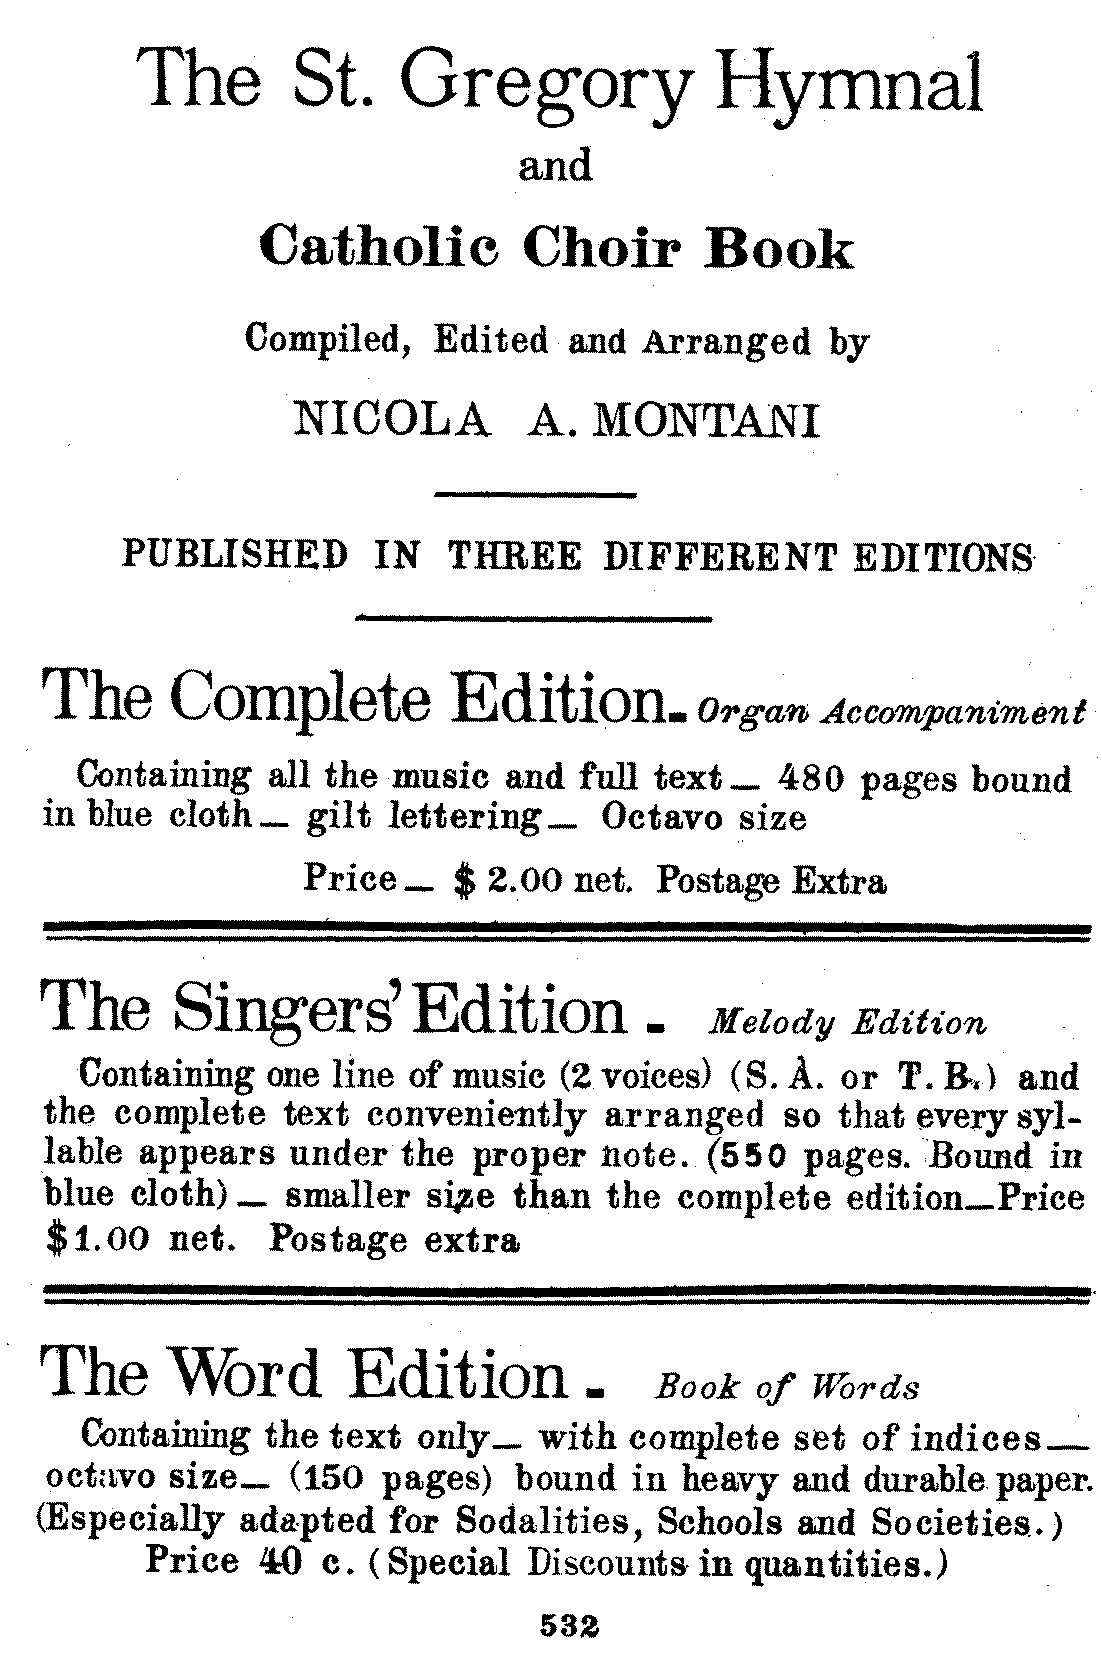 The St. Gregory Hymnal
and
Catholic Choir Book
Compiled, Edited and Arranged by
NICOLA A. MONTANI
PUBLISHED IN THREE DIFFERENT EDITIONS
The Complete Edition_ Organ Accompaniment
Containing all the music and full text _ 480 pages bound
in blue cloth _ gilt lettering _ Octavo size
Price _ $ 2.00 net. Postage Extra
The Singers' Edition - Melody Edition
Containing one line of music (2 voices) (S. A. or T. B.) and
the complete text conveniently arranged so that every syl-
lable appears under the proper note. (550 pages. Bound in
blue cloth) _ smaller size than the complete edition_Price
$1.00 net. Postage extra
The Word Edition - Book of Words
Containing the text only _ with complete set of indices _
octavo size _ (150 pages) bound in heavy and durable paper.
(Especially adapted for Sodalities, Schools and Societies.)
Price 40 c. (Special Discounts in quantities.)
532